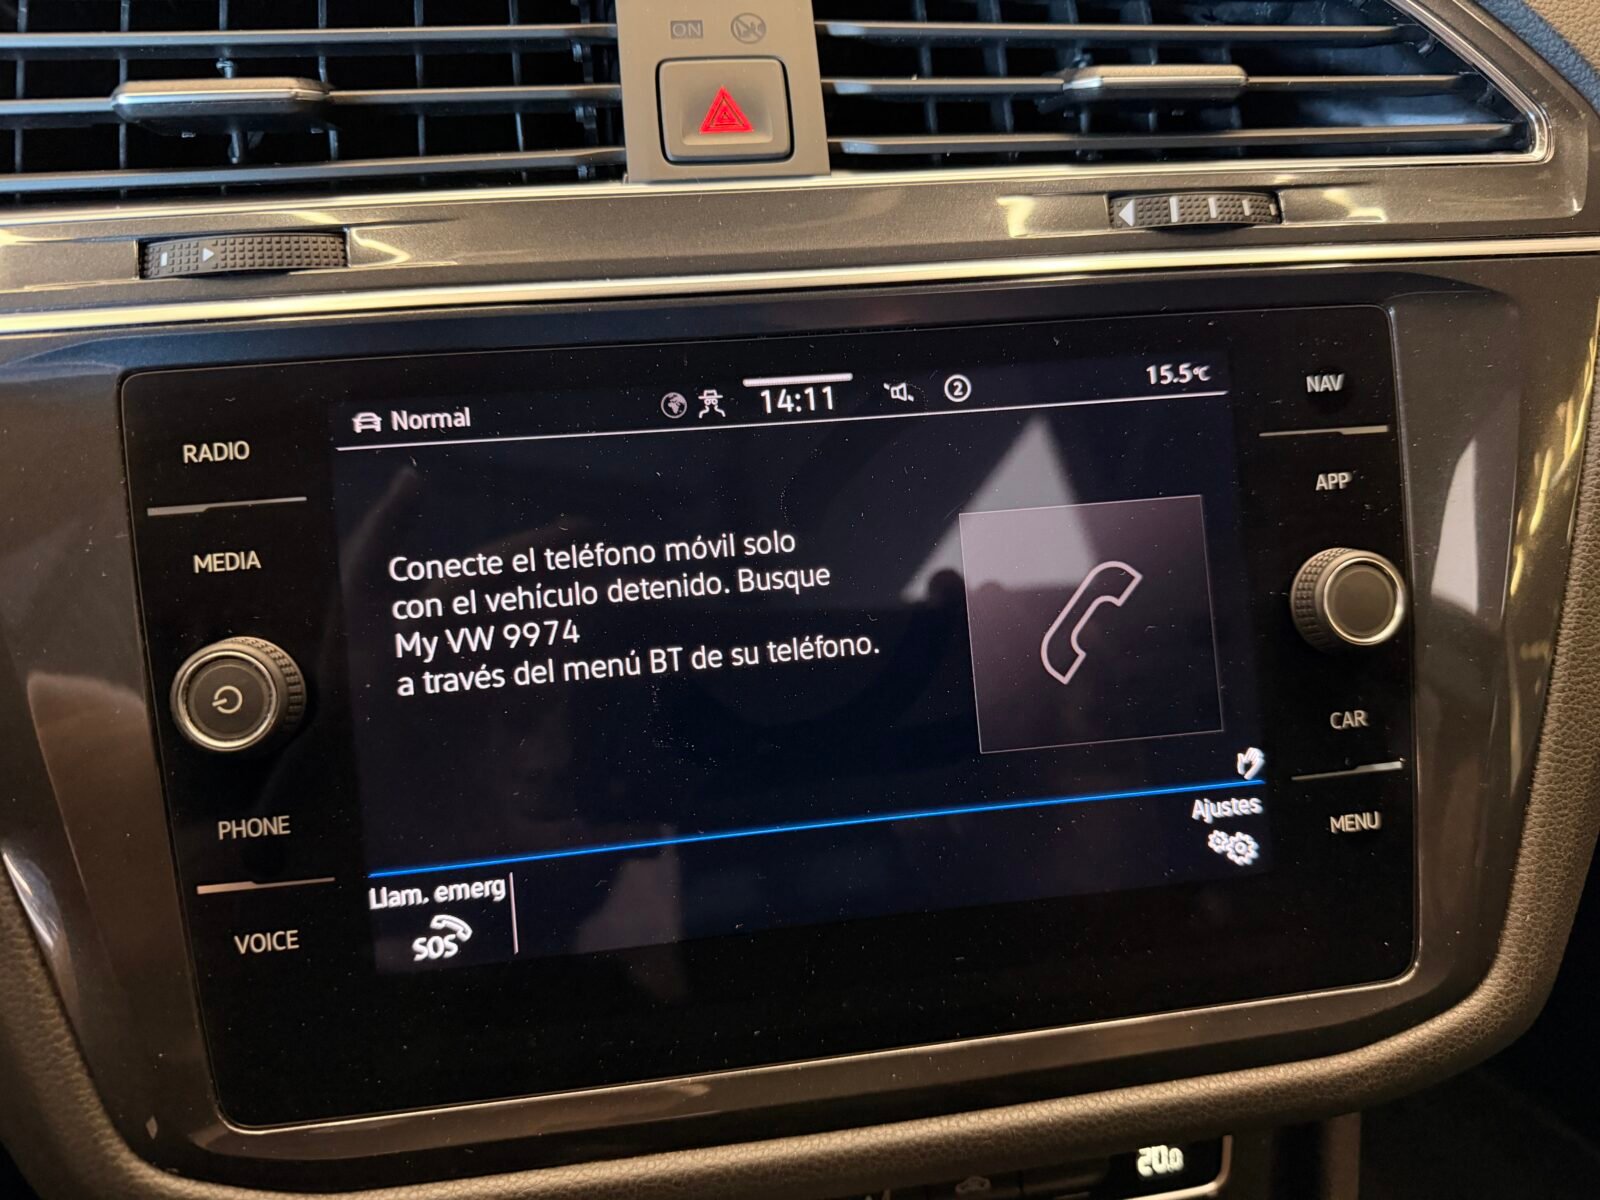 ON
Normal
14:11
2
15.5°C
RADIO
MEDIA
PHONE
VOICE
NAV
APP
CAR
MENU
Conecte el teléfono móvil solo
con el vehículo detenido. Busque
My VW 9974
a través del menú BT de su teléfono.
Ajustes
Llam. emerg
SOS
20.0